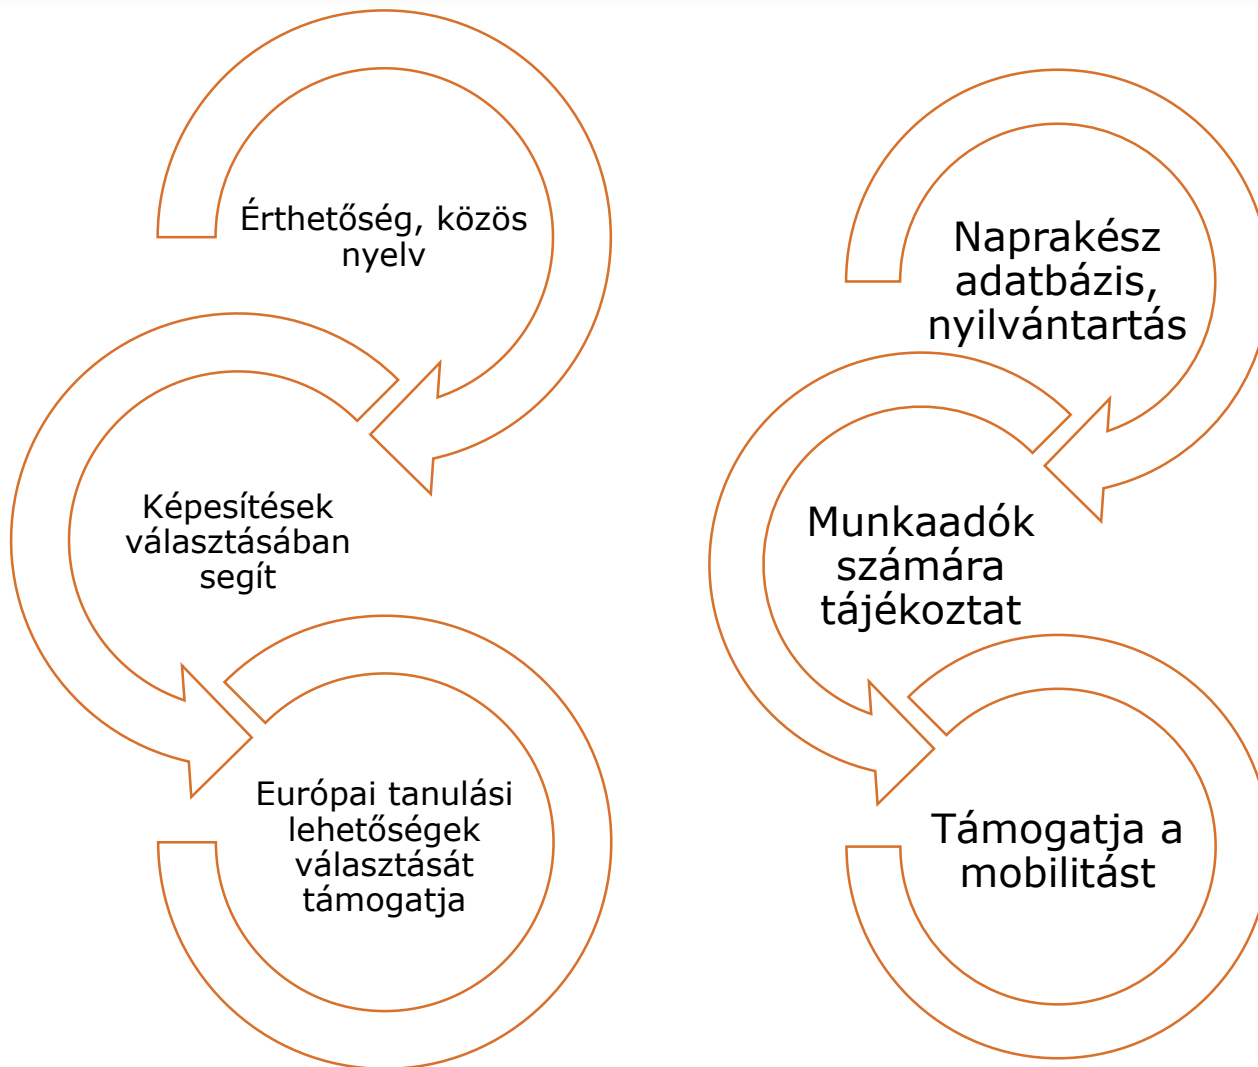 Érthetőség, közös
nyelv
Képesítések
választásában
segít
Európai tanulási
lehetőségek
választását
támogatja
Naprakész
adatbázis,
nyilvántartás
Munkaadók
számára
tájékoztat
Támogatja a
mobilitást